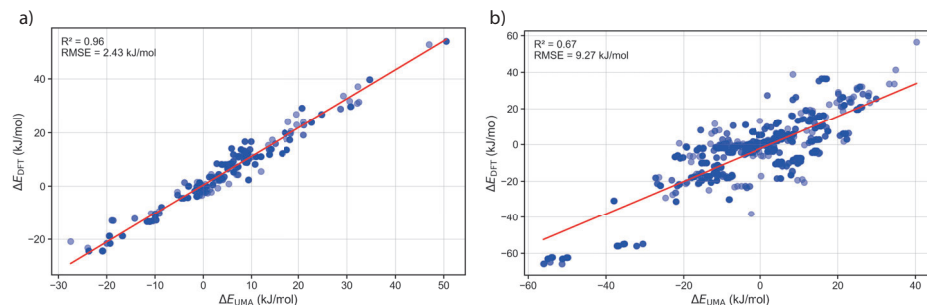 a)
R² = 0.96
RMSE = 2.43 kJ/mol
40
20
0
−20
ΔE_DFT (kJ/mol)
−30 −20 −10 0 10 20 30 40 50
ΔE_UMA (kJ/mol)
b)
R² = 0.67
RMSE = 9.27 kJ/mol
60
40
20
0
−20
−40
−60
ΔE_DFT (kJ/mo)
−60 −40 −20 0 20 40
ΔE_UMA (kJ/mol)